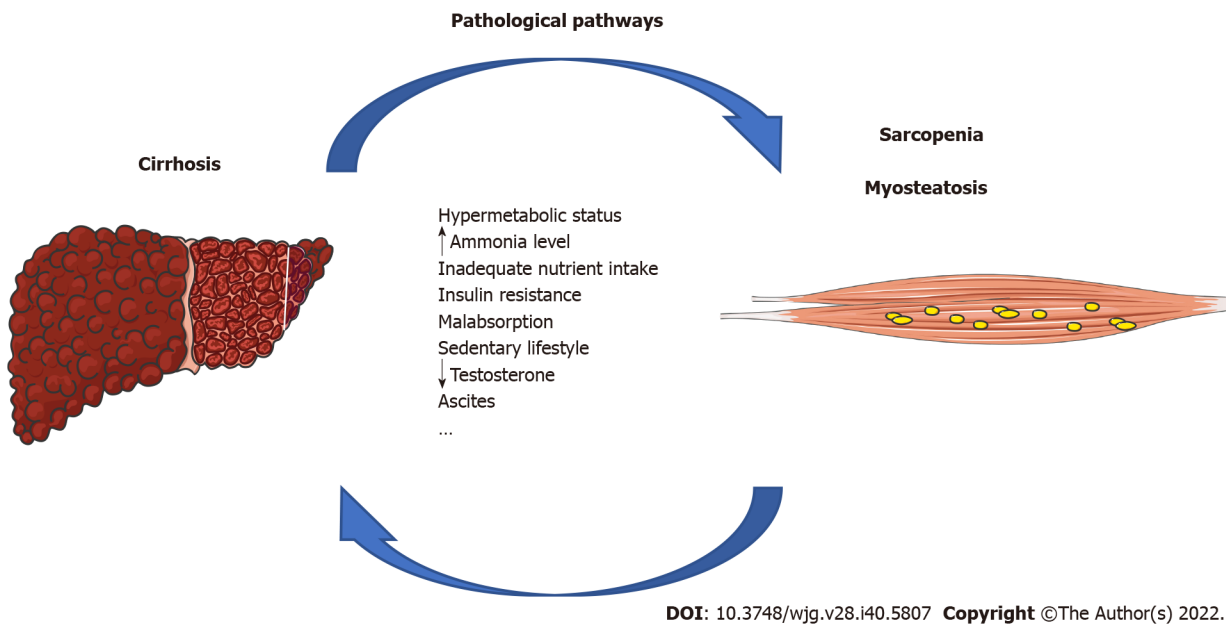 Pathological pathways
Cirrhosis
Sarcopenia
Myosteatosis
Hypermetabolic status
↑ Ammonia level
Inadequate nutrient intake
Insulin resistance
Malabsorption
Sedentary lifestyle
↓ Testosterone
Ascites
...
DOI: 10.3748/wjg.v28.i40.5807 Copyright ©The Author(s) 2022.